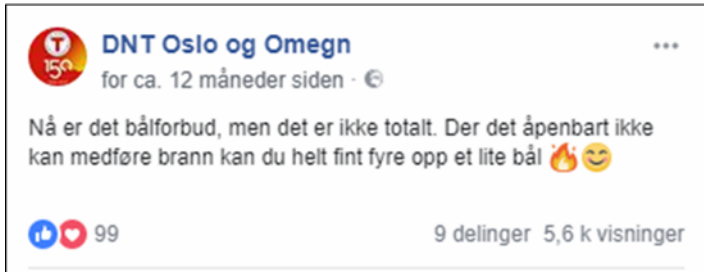 DNT Oslo og Omegn
for ca. 12 måneder siden ·
Nå er det bålforbud, men det er ikke totalt. Der det åpenbart ikke
kan medføre brann kan du helt fint fyre opp et lite bål 🔥😊
99
9 delinger 5,6 k visninger
T
150